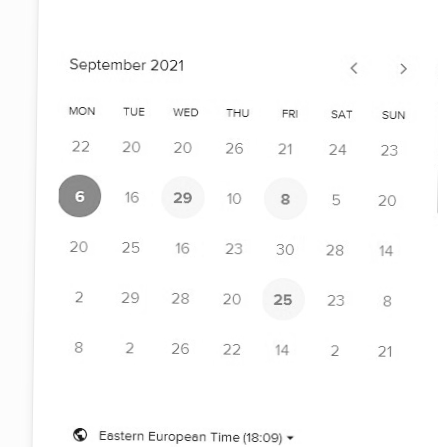 September 2021
MON TUE WED THU FRI SAT SUN
22 20 20 26 21 24 23
6 16 29 10 8 5 20
20 25 16 23 30 28 14
2 29 28 20 25 23 8
8 2 26 22 14 2 21
Eastern European Time (18:09)